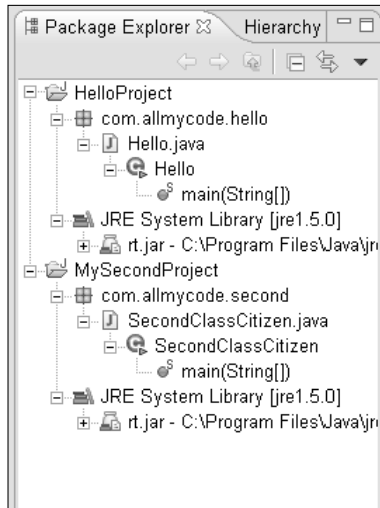 Package Explorer Hierarchy
HelloProject
com.allmycode.hello
Hello.java
Hello
main(String[])
JRE System Library [jre1.5.0]
rt.jar - C:\Program Files\Java\jr
MySecondProject
com.allmycode.second
SecondClassCitizen.java
SecondClassCitizen
main(String[])
JRE System Library [jre1.5.0]
rt.jar - C:\Program Files\Java\jr